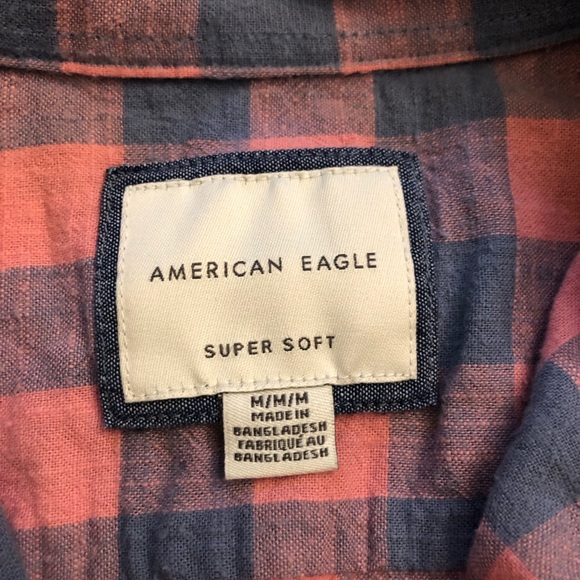 AMERICAN EAGLE
SUPER SOFT
M/M/M
MADE IN
BANGLADESH
FABRIQUÉ AU
BANGLADESH